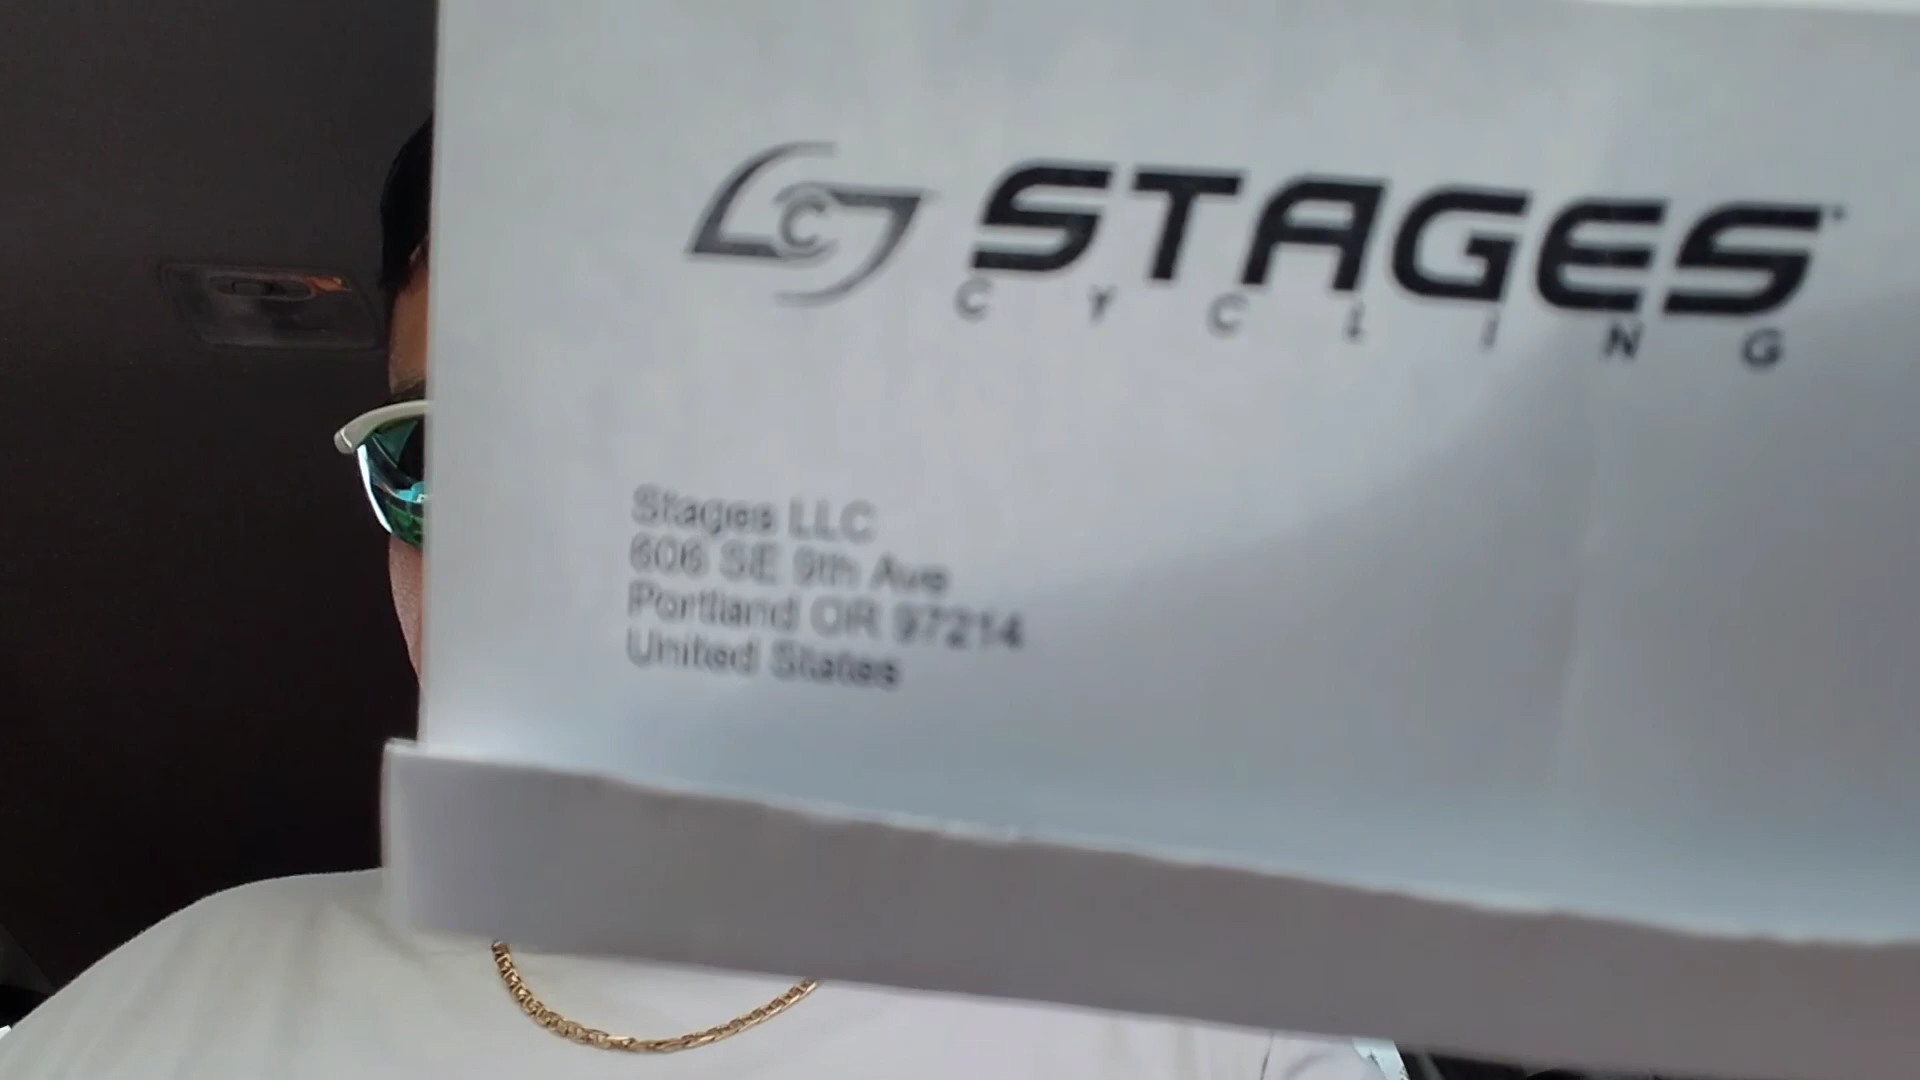 STAGES
CYCLING
Stages LLC
606 SE 9th Ave
Portland OR 97214
United States